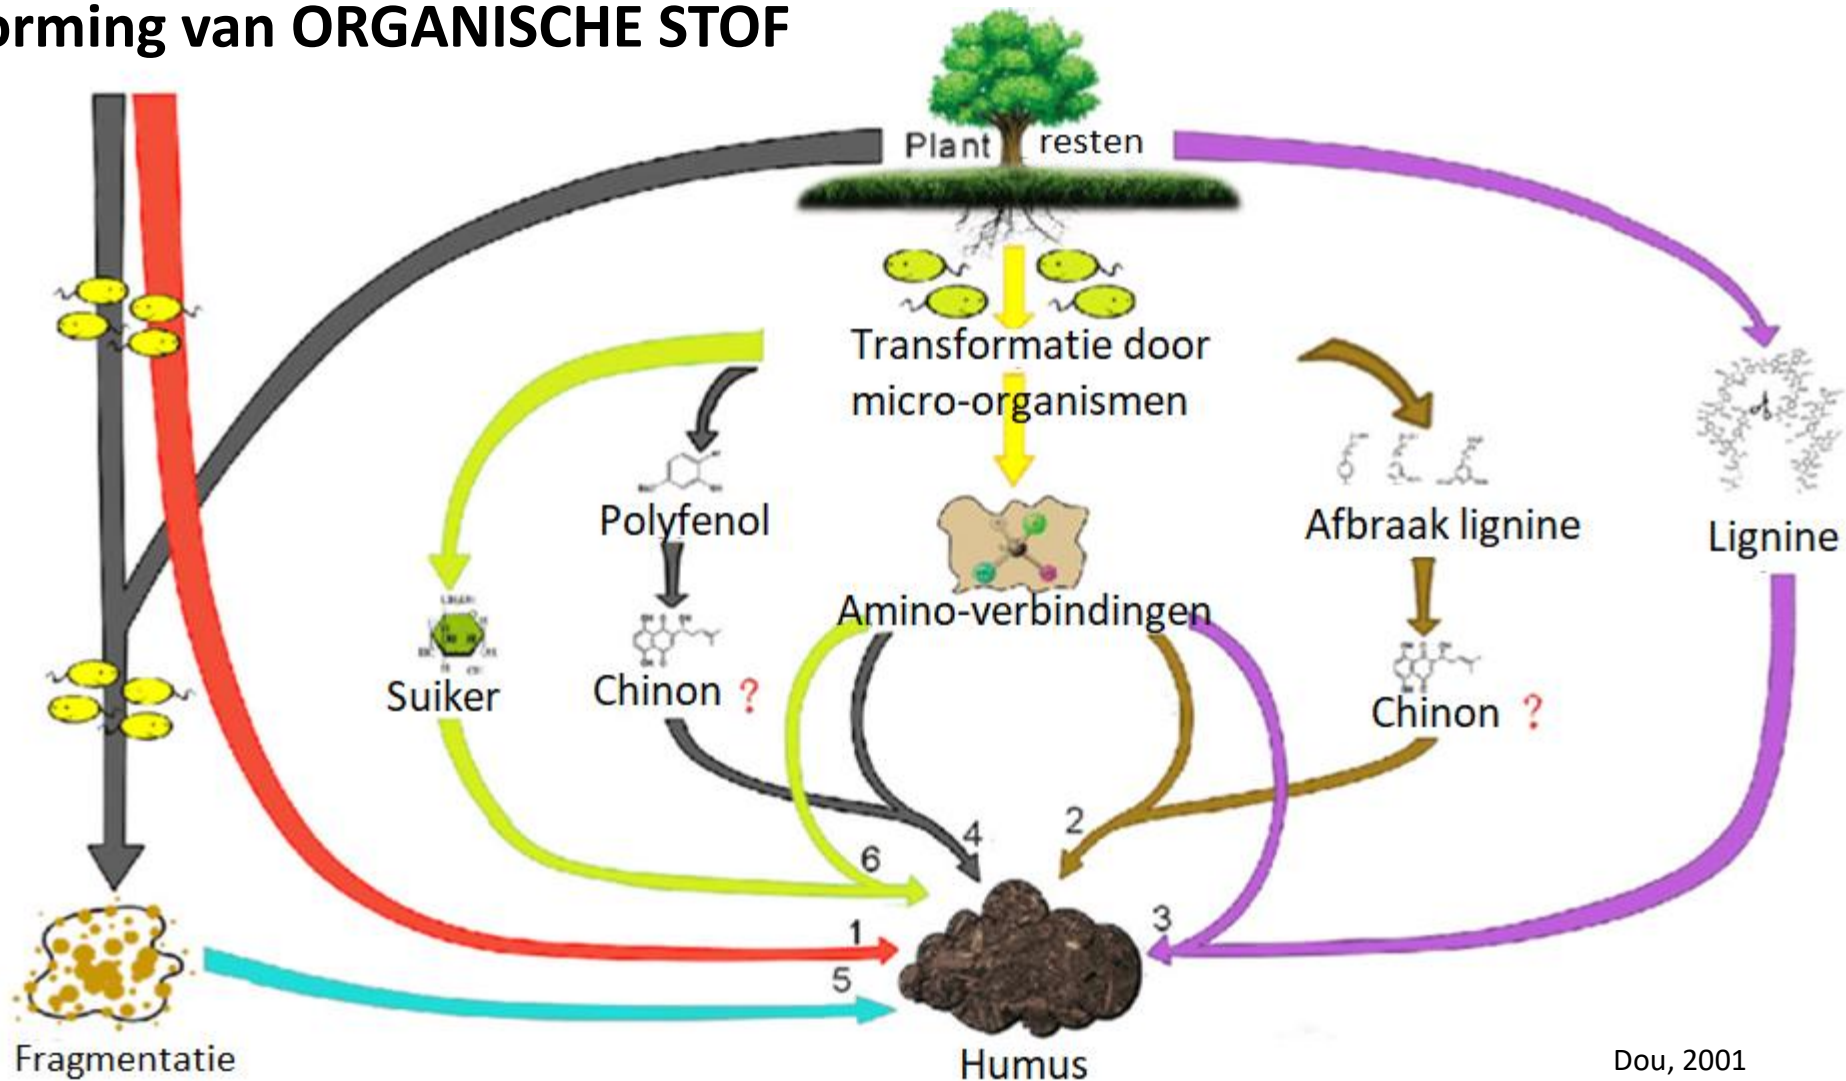 orming van ORGANISCHE STOF
Plant resten
Transformatie door
micro-organismen
Polyfenol
Afbraak lignine
Lignine
Amino-verbindingen
Suiker
Chinon ?
Chinon ?
4
2
6
3
1
5
Fragmentatie
Humus
Dou, 2001